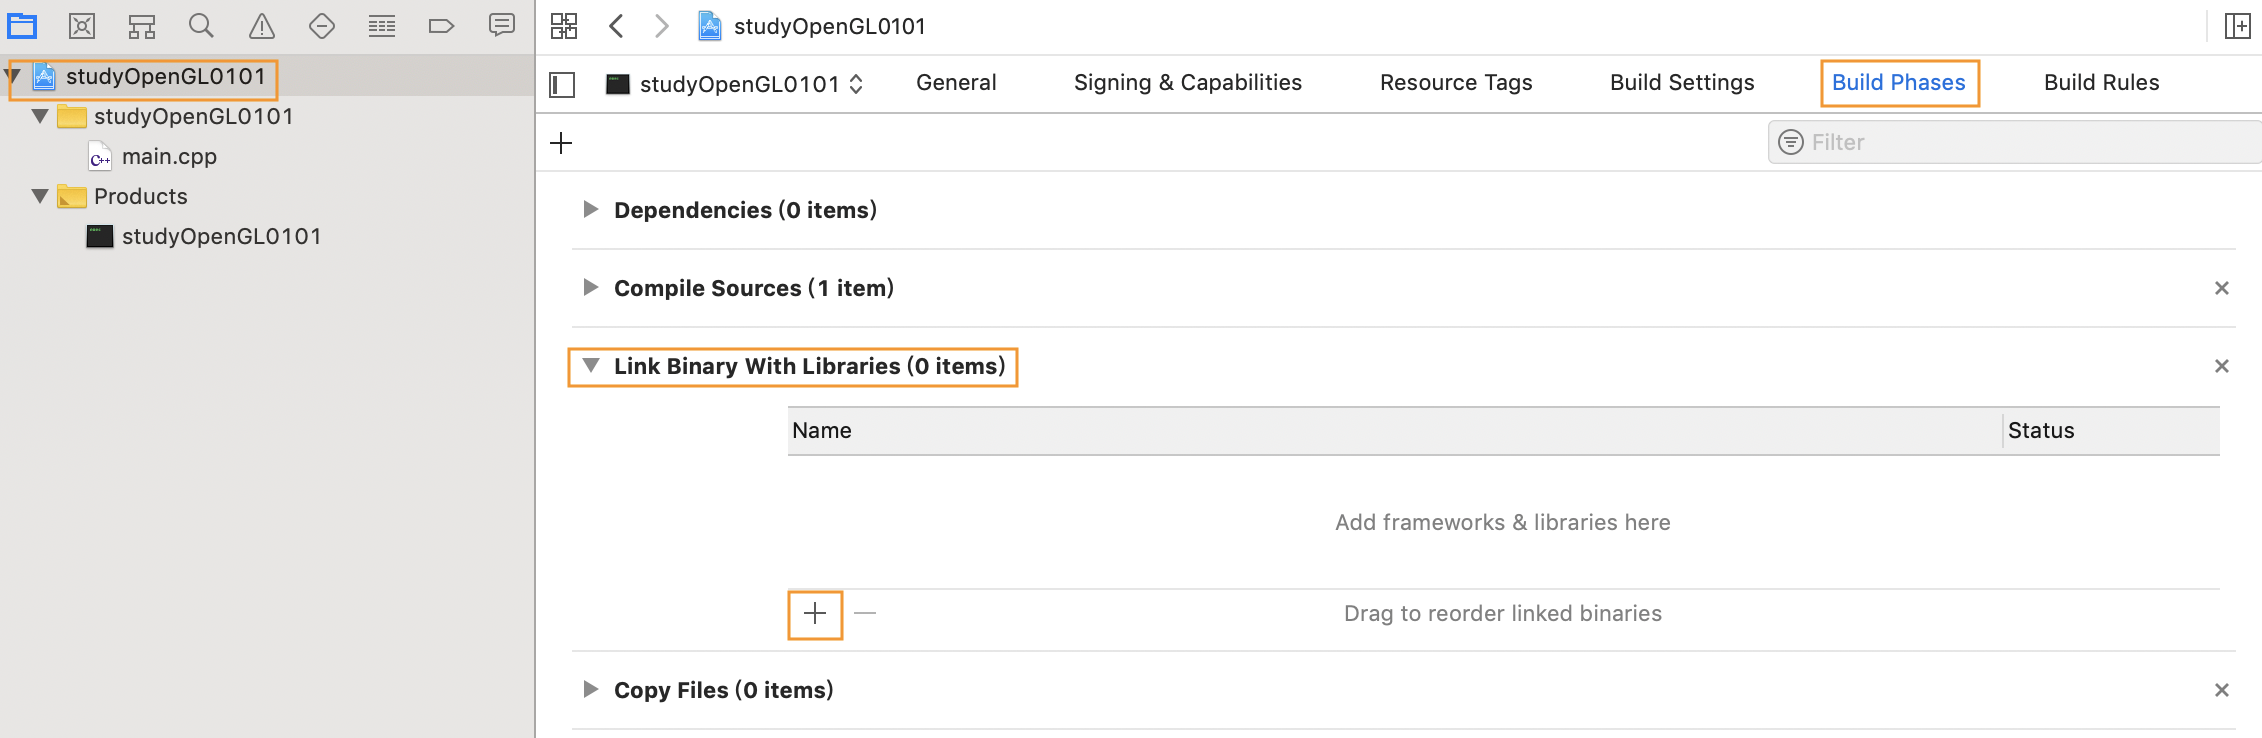 studyOpenGL0101
studyOpenGL0101
studyOpenGL0101
General
Signing & Capabilities
Resource Tags
Build Settings
Build Phases
Build Rules
studyOpenGL0101
C++ main.cpp
Filter
Products
Dependencies (0 items)
studyOpenGL0101
Compile Sources (1 item)
Link Binary With Libraries (0 items)
Name
Status
Add frameworks & libraries here
Drag to reorder linked binaries
Copy Files (0 items)